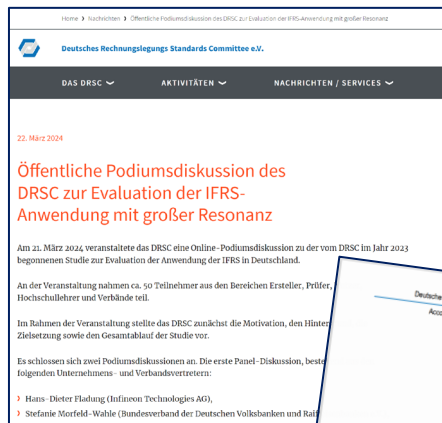 Home > Nachrichten > Öffentliche Podiumsdiskussion des DRSC zur Evaluation der IFRS-Anwendung mit großer Resonanz
Deutsches Rechnungslegungs Standards Committee e.V.
DAS DRSC AKTIVITÄTEN NACHRICHTEN / SERVICES
22. März 2024
Öffentliche Podiumsdiskussion des
DRSC zur Evaluation der IFRS-
Anwendung mit großer Resonanz
Am 21. März 2024 veranstaltete das DRSC eine Online-Podiumsdiskussion zu der vom DRSC im Jahr 2023
begonnenen Studie zur Evaluation der Anwendung der IFRS in Deutschland.
An der Veranstaltung nahmen ca. 50 Teilnehmer aus den Bereichen Ersteller, Prüfer,
Hochschullehrer und Verbände teil.
Deutsche
Im Rahmen der Veranstaltung stellte das DRSC zunächst die Motivation, den
Zielsetzung sowie den Gesamtablauf der Studie vor.
Es schlossen sich zwei Podiumsdiskussionen an. Die erste Panel-Diskussion,
folgenden Unternehmens- und Verbandsvertretern:
> Hans-Dieter Fladung (Infineon Technologies AG),
> Stefanie Morfeld-Wahle (Bundesverband der Deutschen Volksbanken und